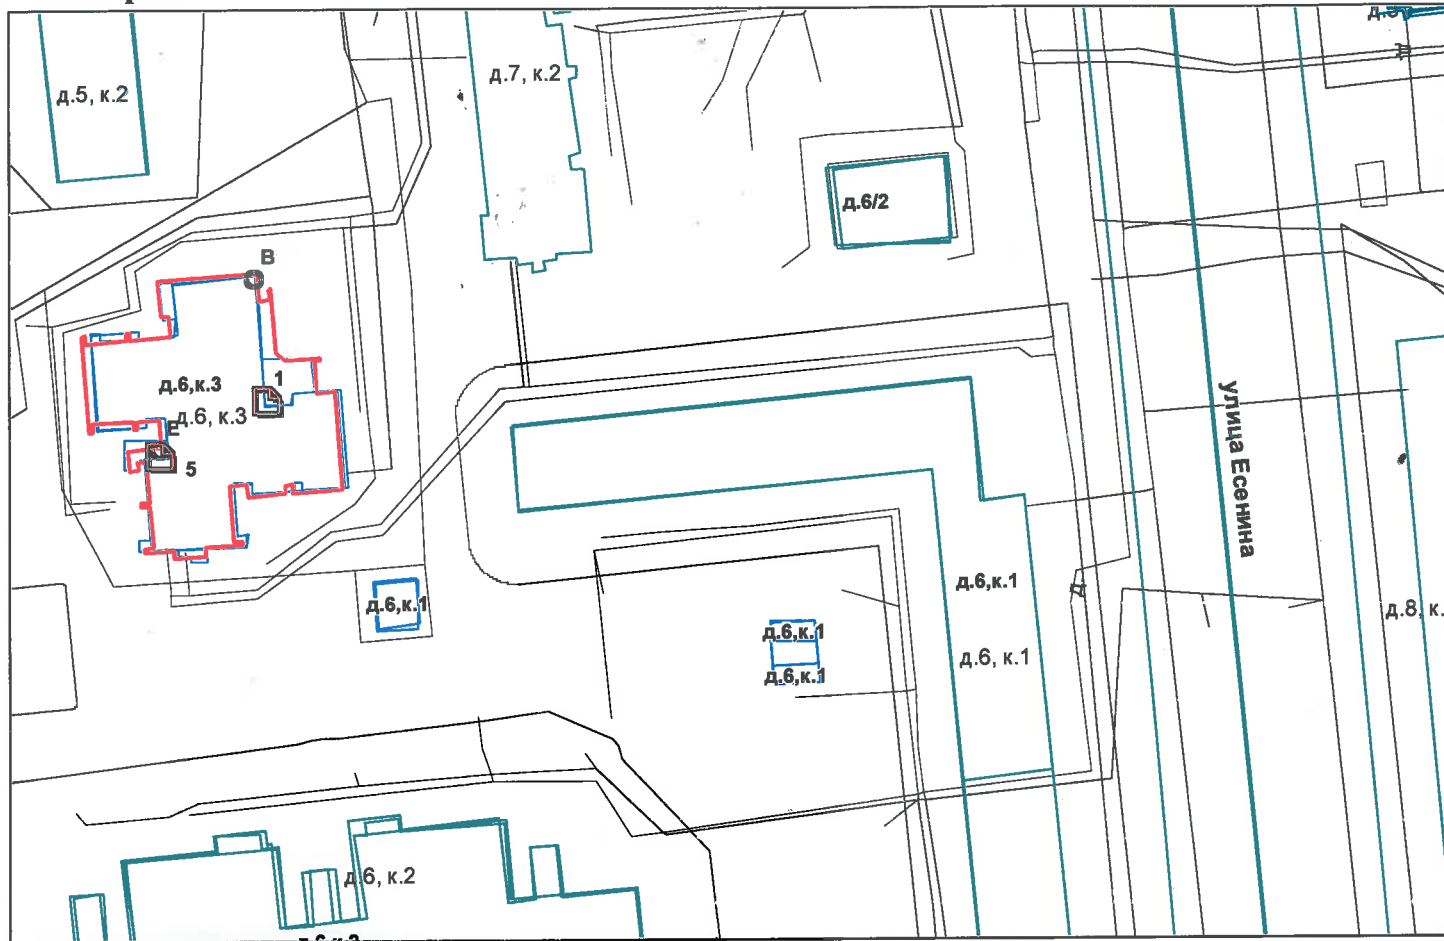 д.7, к.2
д.5, к.2
д.6/2
В
1
д.6,к.3
д.6, к.3
Е
5
улица Есенина
д.6,к.1
д.6,к.1
д.6,к.1
д.8, к.
д.6, к.1
д.6,к.1
д.6, к.2